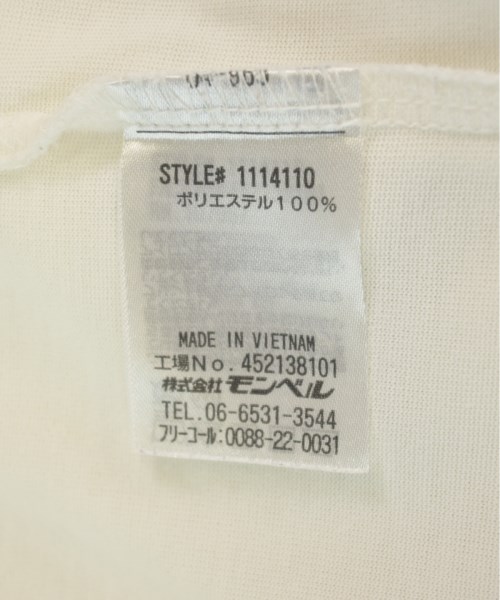 STYLE# 1114110
ポリエステル100%
MADE IN VIETNAM
工場No. 452138101
株式会社モンベル
TEL.06-6531-3544
フリーコール:0088-22-0031